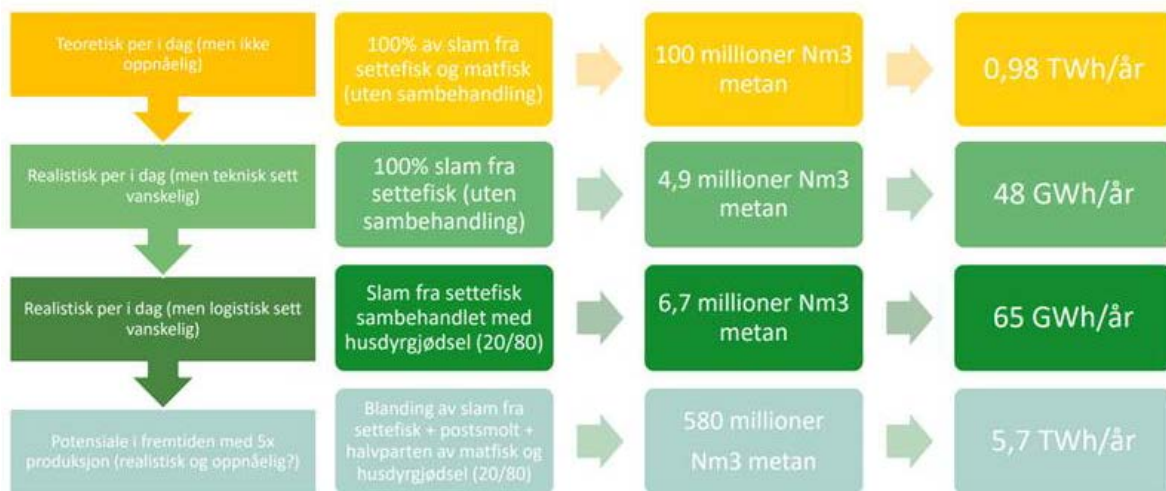 Teoretisk per i dag (men ikke
oppnåelig)
100% av slam fra
settefisk og matfisk
(uten sambehandling)
100 millioner Nm3
metan
0,98 TWh/år
Realistisk per i dag (men teknisk sett
vanskelig)
100% slam fra
settefisk (uten
sambehandling)
4,9 millioner Nm3
metan
48 GWh/år
Realistisk per i dag (men logistisk sett
vanskelig)
Slam fra settefisk
sambehandlet med
husdyrgjødsel (20/80)
6,7 millioner Nm3
metan
65 GWh/år
Potensiale i fremtiden med 5x
produksjon (realistisk og oppnåelig?)
Blanding av slam fra
settefisk + postsmolt +
halvparten av matfisk og
husdyrgjødsel (20/80)
580 millioner
Nm3 metan
5,7 TWh/år